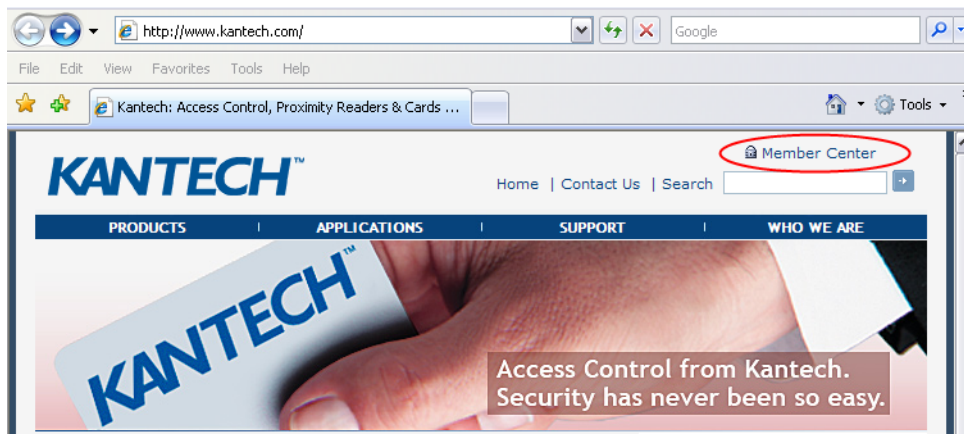 http://www.kantech.com/
Google
File Edit View Favorites Tools Help
Kantech: Access Control, Proximity Readers & Cards ...
Tools
Member Center
KANTECH™
Home | Contact Us | Search
PRODUCTS | APPLICATIONS | SUPPORT | WHO WE ARE
KANTECH™
Access Control from Kantech.
Security has never been so easy.